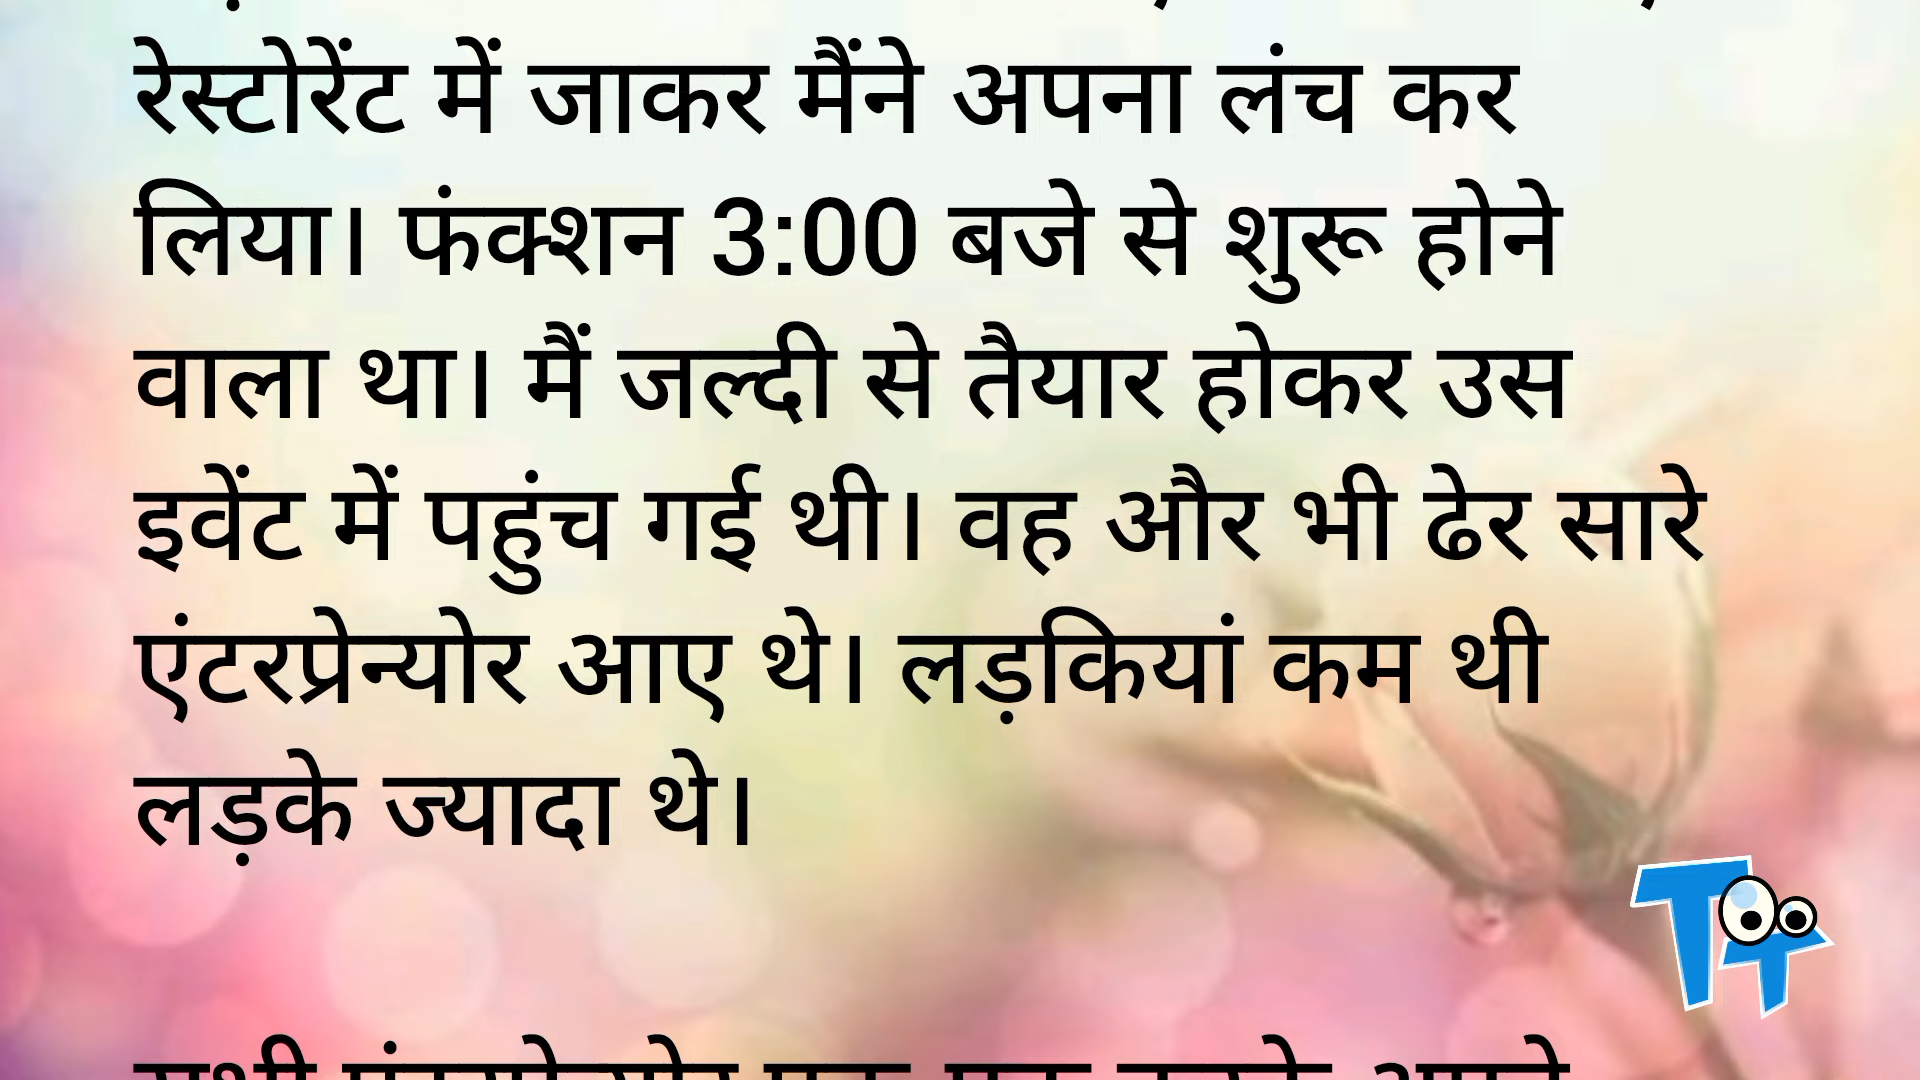 रेस्टोरेंट में जाकर मैंने अपना लंच कर
लिया। फंक्शन 3:00 बजे से शुरू होने
वाला था। मैं जल्दी से तैयार होकर उस
इवेंट में पहुंच गई थी। वह और भी ढेर सारे
एंटरप्रेन्योर आए थे। लड़कियां कम थी
लड़के ज्यादा थे।